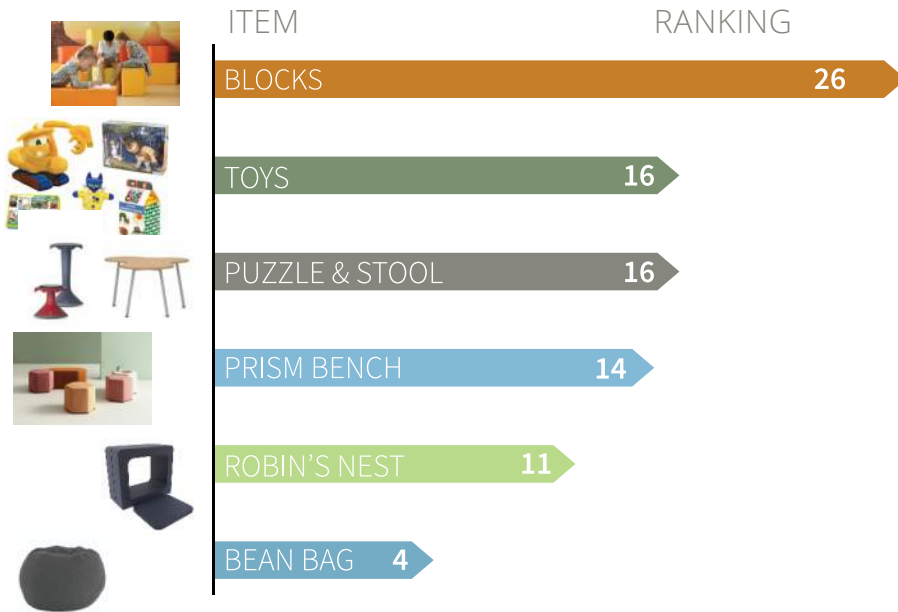 ITEM RANKING
BLOCKS 26
TOYS 16
PUZZLE & STOOL 16
PRISM BENCH 14
ROBIN’S NEST 11
BEAN BAG 4